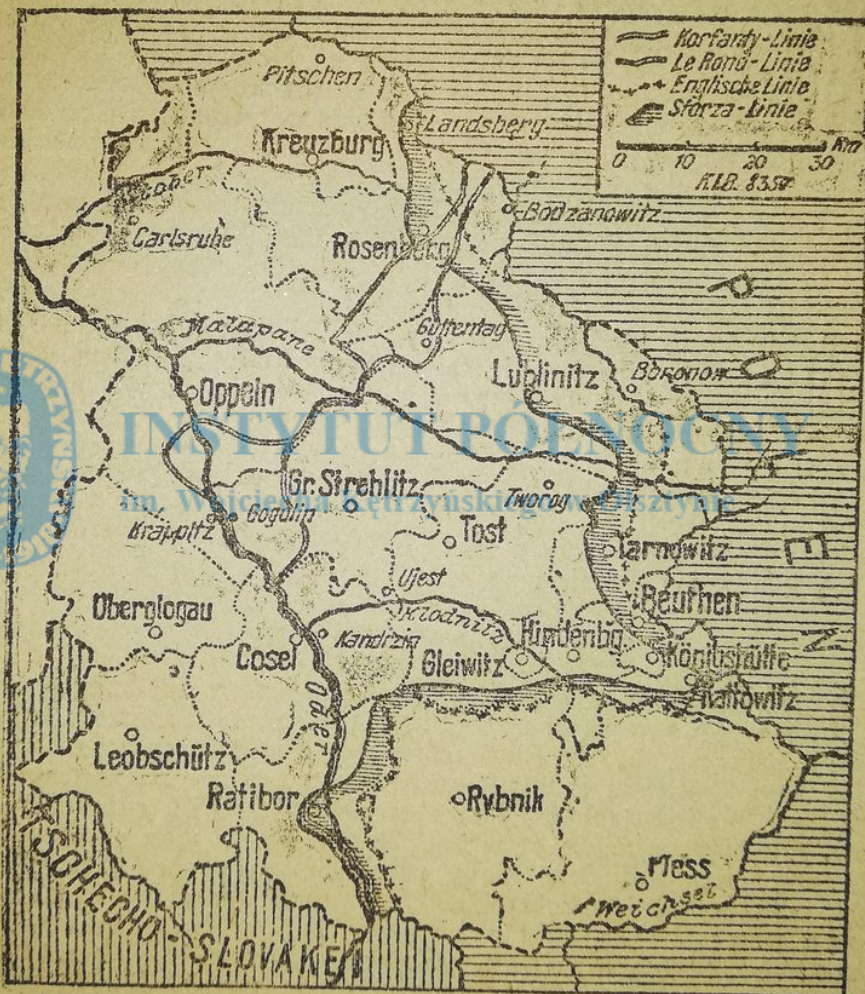 Korfanty-Linie
Le Rond-Linie
Englische Linie
Sforza-Linie
0 10 20 30 Km
K.I.B. 835
Pitschen
Landsberg
Kreuzburg
Stober
Bodzanowitz
Carlsruhe
Rosenberg
POLEN
Malapane
Guttentag
Lublinitz
Boronow
Oppeln
INSTYTUT PÓŁNOCNY
im. Wojciecha Kętrzyńskiego w Olsztynie
Gr. Strehlitz
Tworog
Krappitz
Gogolin
Tost
Tarnowitz
Ujest
Beuthen
Oberglogau
Klodnitz
Hindenbg
Cosel
Kandrzin
Gleiwitz
Königshütte
Kattowitz
Oder
Leobschütz
Ratibor
Rybnik
Pless
Weichsel
TSCHECHO-SLOVAKEI